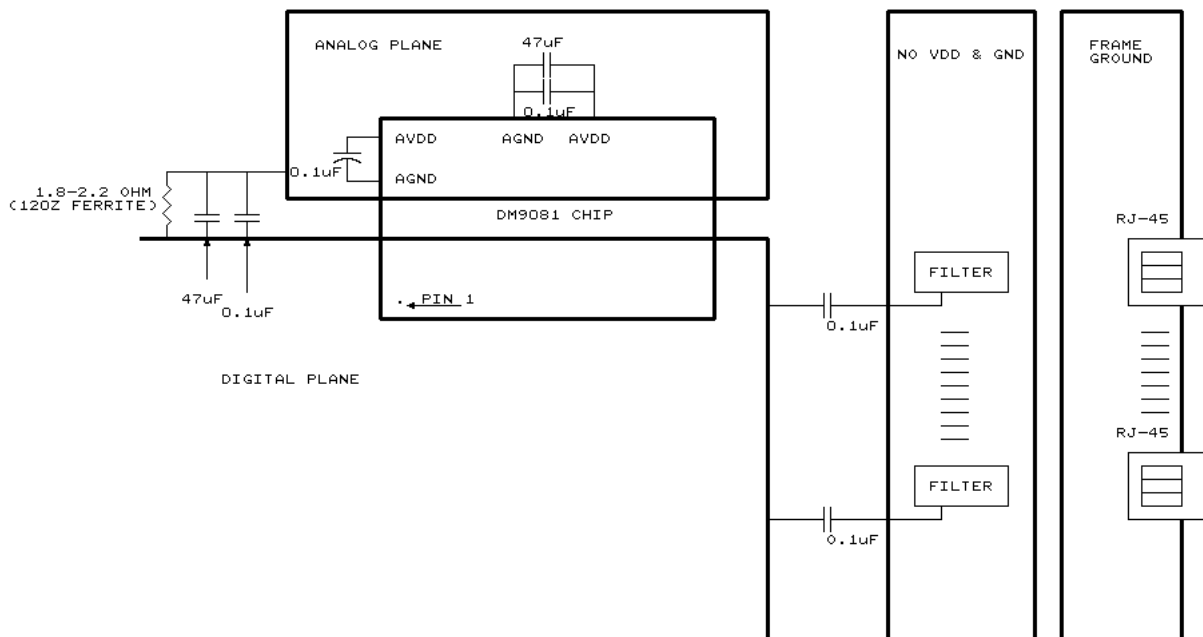 ANALOG PLANE
47uF
0.1uF
NO VDD & GND
FRAME
GROUND
AVDD
AGND
AVDD
0.1uF
AGND
1.8-2.2 OHM
(120Z FERRITE)
DM9081 CHIP
RJ-45
FILTER
47uF
0.1uF
. PIN 1
0.1uF
DIGITAL PLANE
RJ-45
FILTER
0.1uF